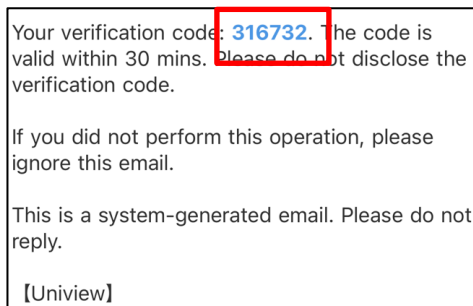 Your verification code: 316732. The code is
valid within 30 mins. Please do not disclose the
verification code.
If you did not perform this operation, please
ignore this email.
This is a system-generated email. Please do not
reply.
【Uniview】